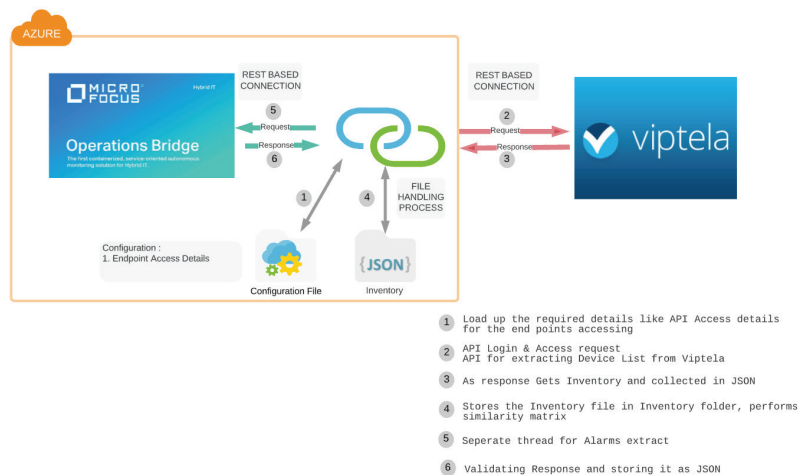 AZURE
MICRO
FOCUS
Hybrid IT
Operations Bridge
The first containerized, service-oriented autonomous
monitoring solution for Hybrid IT.
REST BASED
CONNECTION
5
Request
Response
6
REST BASED
CONNECTION
2
Request
Response
3
viptela
1
4
FILE
HANDLING
PROCESS
Configuration :
1. Endpoint Access Details
Configuration File
{JSON}
Inventory
1 Load up the required details like API Access details
for the end points accessing
2 API Login & Access request
API for extracting Device List from Viptela
3 As response Gets Inventory and collected in JSON
4 Stores the Inventory file in Inventory folder, performs
similarity matrix
5 Seperate thread for Alarms extract
6 Validating Response and storing it as JSON